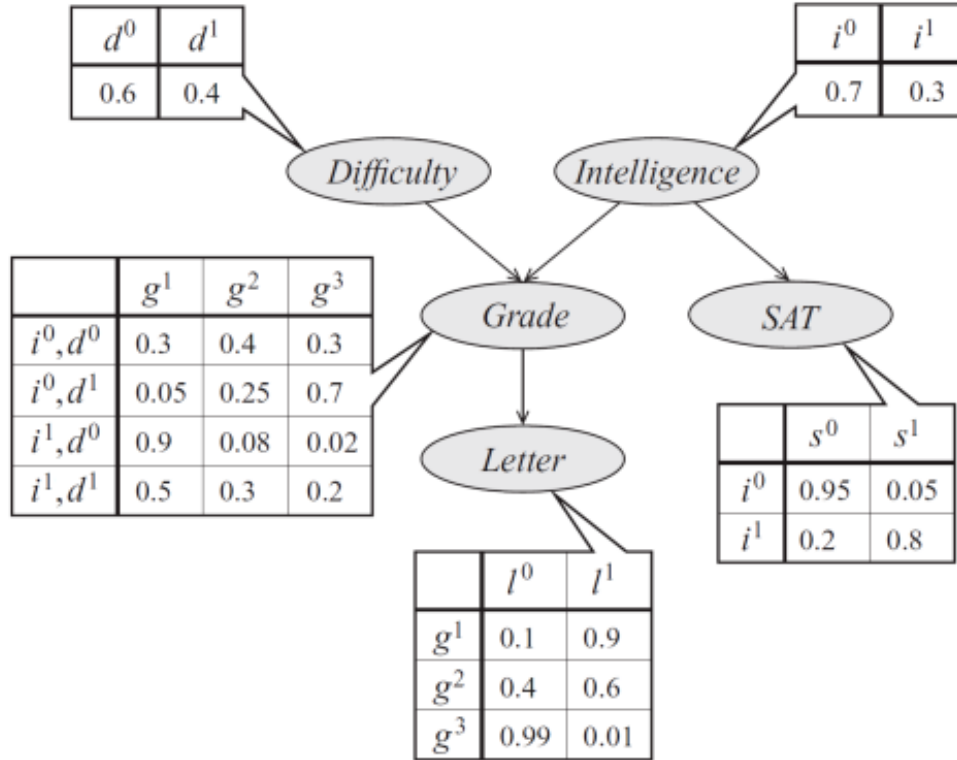 d⁰ d¹
0.6 0.4
i⁰ i¹
0.7 0.3
Difficulty
Intelligence
g¹ g² g³
i⁰,d⁰ 0.3 0.4 0.3
i⁰,d¹ 0.05 0.25 0.7
i¹,d⁰ 0.9 0.08 0.02
i¹,d¹ 0.5 0.3 0.2
Grade
SAT
Letter
s⁰ s¹
i⁰ 0.95 0.05
i¹ 0.2 0.8
l⁰ l¹
g¹ 0.1 0.9
g² 0.4 0.6
g³ 0.99 0.01